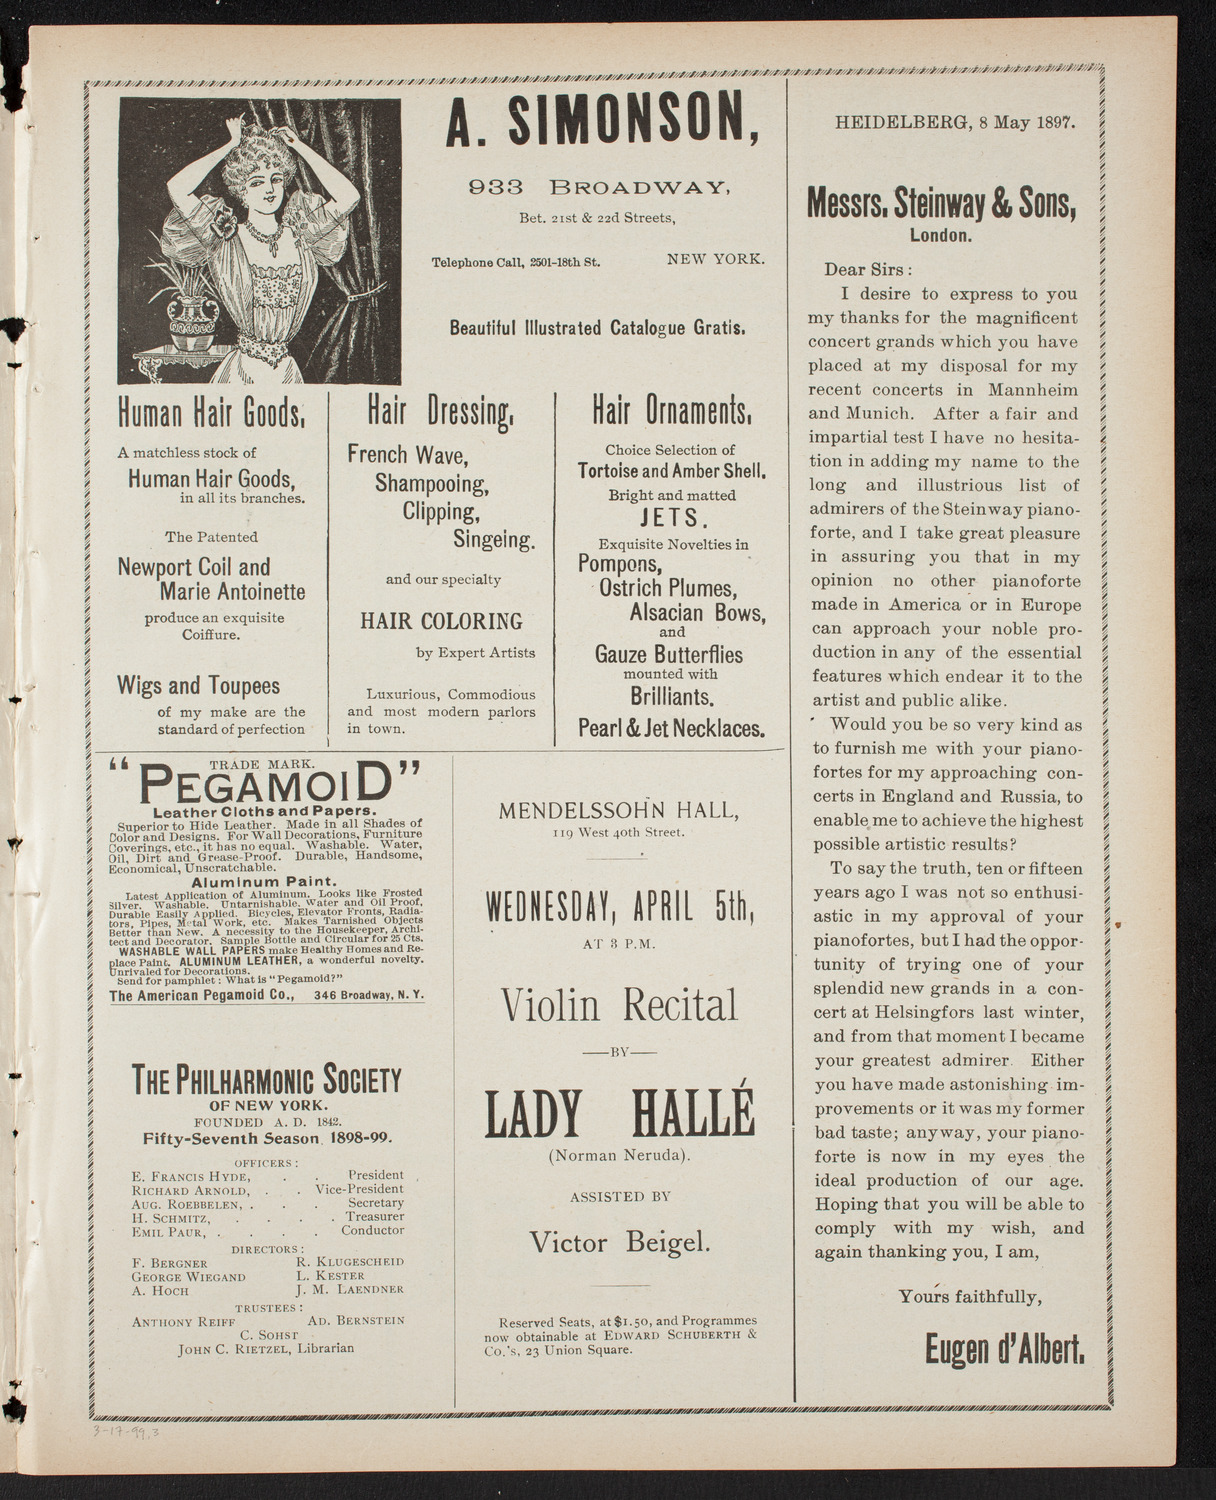 A. SIMONSON,
933 BROADWAY,
Bet. 21st & 22d Streets,
Telephone Call, 2501-18th St. NEW YORK.
Beautiful Illustrated Catalogue Gratis.
Human Hair Goods,
A matchless stock of
Human Hair Goods,
in all its branches.
The Patented
Newport Coil and
Marie Antoinette
produce an exquisite
Coiffure.
Wigs and Toupees
of my make are the
standard of perfection
Hair Dressing,
French Wave,
Shampooing,
Clipping,
Singeing.
and our specialty
HAIR COLORING
by Expert Artists
Luxurious, Commodious
and most modern parlors
in town.
Hair Ornaments,
Choice Selection of
Tortoise and Amber Shell,
Bright and matted
JETS.
Exquisite Novelties in
Pompons,
Ostrich Plumes,
Alsacian Bows,
and
Gauze Butterflies
mounted with
Brilliants.
Pearl & Jet Necklaces.
TRADE MARK.
"PEGAMOID"
Leather Cloths and Papers.
Superior to Hide Leather. Made in all Shades of
Color and Designs. For Wall Decorations, Furniture
Coverings, etc., it has no equal. Washable. Water,
Oil, Dirt and Grease-Proof. Durable, Handsome,
Economical, Unscratchable.
Aluminum Paint.
Latest Application of Aluminum. Looks like Frosted
Silver. Washable. Untarnishable. Water and Oil Proof,
Durable Easily Applied. Bicycles, Elevator Fronts, Radia-
tors, Pipes, Metal Work, etc. Makes Tarnished Objects
Better than New. A necessity to the Housekeeper, Archi-
tect and Decorator. Sample Bottle and Circular for 25 Cts.
WASHABLE WALL PAPERS make Healthy Homes and Re-
place Paint. ALUMINUM LEATHER, a wonderful novelty.
Unrivaled for Decorations.
Send for pamphlet: What is "Pegamoid?"
The American Pegamoid Co., 346 Broadway, N. Y.
THE PHILHARMONIC SOCIETY
OF NEW YORK.
FOUNDED A. D. 1842.
Fifty-Seventh Season 1898-99.
OFFICERS:
E. FRANCIS HYDE, . . President
RICHARD ARNOLD, . . Vice-President
AUG. ROEBBELEN, . . . Secretary
H. SCHMITZ, . . . . Treasurer
EMIL PAUR, . . . . Conductor
DIRECTORS:
F. BERGNER R. KLUGESCHEID
GEORGE WIEGAND L. KESTER
A. HOCH J. M. LAENDNER
TRUSTEES:
ANTHONY REIFF AD. BERNSTEIN
C. SOHST
JOHN C. RIETZEL, Librarian
MENDELSSOHN HALL,
119 West 40th Street.
WEDNESDAY, APRIL 5th,
AT 3 P.M.
Violin Recital
—BY—
LADY HALLÉ
(Norman Neruda).
ASSISTED BY
Victor Beigel.
Reserved Seats, at $1.50, and Programmes
now obtainable at EDWARD SCHUBERTH &
Co.'s, 23 Union Square.
HEIDELBERG, 8 May 1897.
Messrs. Steinway & Sons,
London.
Dear Sirs:
I desire to express to you
my thanks for the magnificent
concert grands which you have
placed at my disposal for my
recent concerts in Mannheim
and Munich. After a fair and
impartial test I have no hesita-
tion in adding my name to the
long and illustrious list of
admirers of the Steinway piano-
forte, and I take great pleasure
in assuring you that in my
opinion no other pianoforte
made in America or in Europe
can approach your noble pro-
duction in any of the essential
features which endear it to the
artist and public alike.
Would you be so very kind as
to furnish me with your piano-
fortes for my approaching con-
certs in England and Russia, to
enable me to achieve the highest
possible artistic results?
To say the truth, ten or fifteen
years ago I was not so enthusi-
astic in my approval of your
pianofortes, but I had the oppor-
tunity of trying one of your
splendid new grands in a con-
cert at Helsingfors last winter,
and from that moment I became
your greatest admirer. Either
you have made astonishing im-
provements or it was my former
bad taste; anyway, your piano-
forte is now in my eyes the
ideal production of our age.
Hoping that you will be able to
comply with my wish, and
again thanking you, I am,
Yours faithfully,
Eugen d'Albert.
3-17-99.3